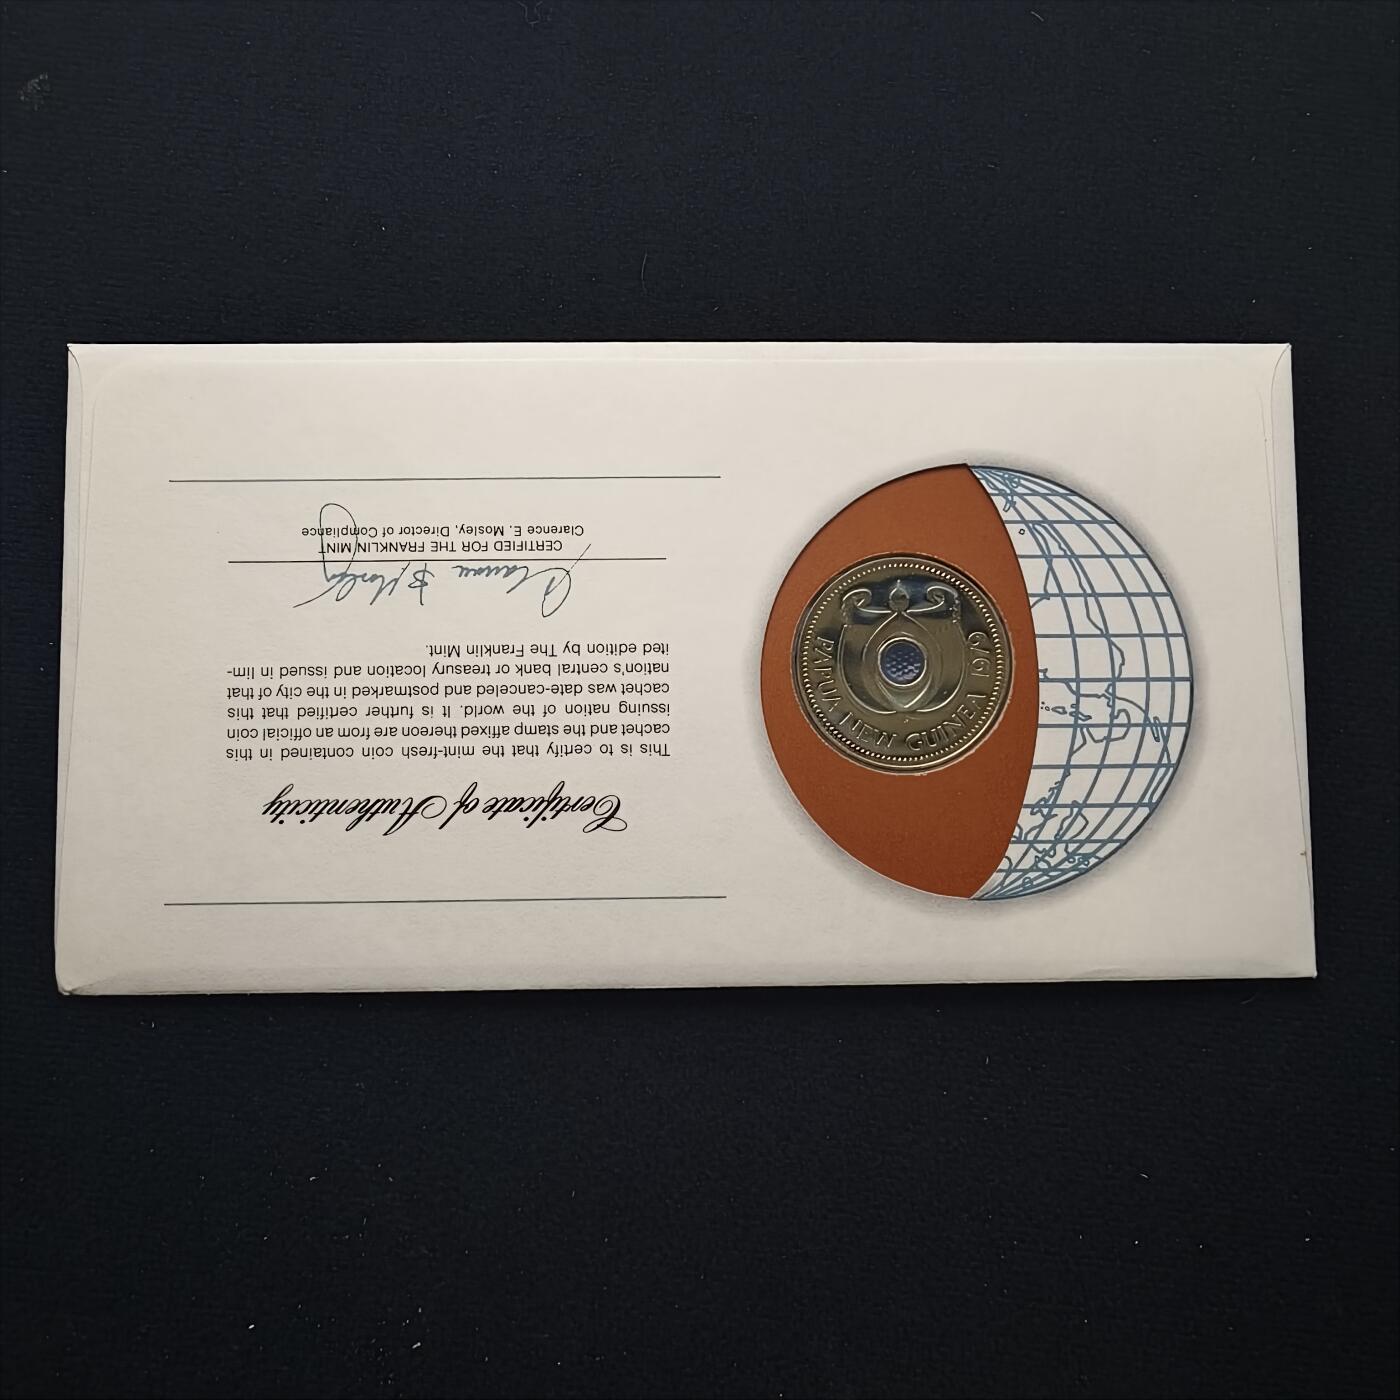 Certificate of Authenticity
This is to certify that the mint-fresh coin contained in this
cachet and the stamp affixed thereon are from an official coin
issuing nation of the world. It is further certified that this
cachet was date-canceled and postmarked in the city of that
nation's central bank or treasury location and issued in lim-
ited edition by The Franklin Mint.
CERTIFIED FOR THE FRANKLIN MINT
Clarence E. Mosley, Director of Compliance
PAPUA NEW GUINEA 1979